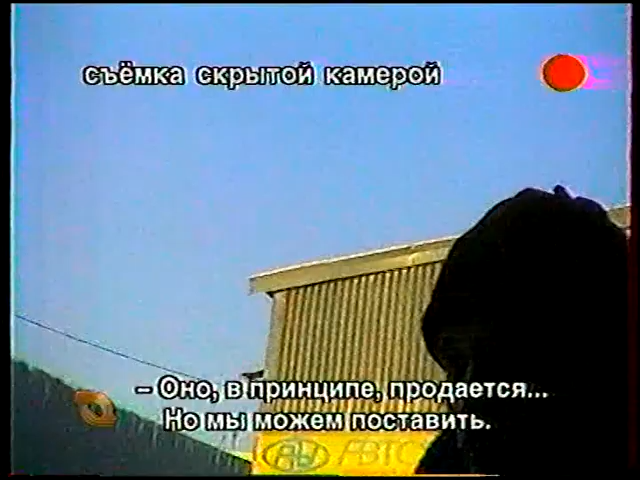 съёмка скрытой камерой
– Оно, в принципе, продается...
Но мы можем поставить.